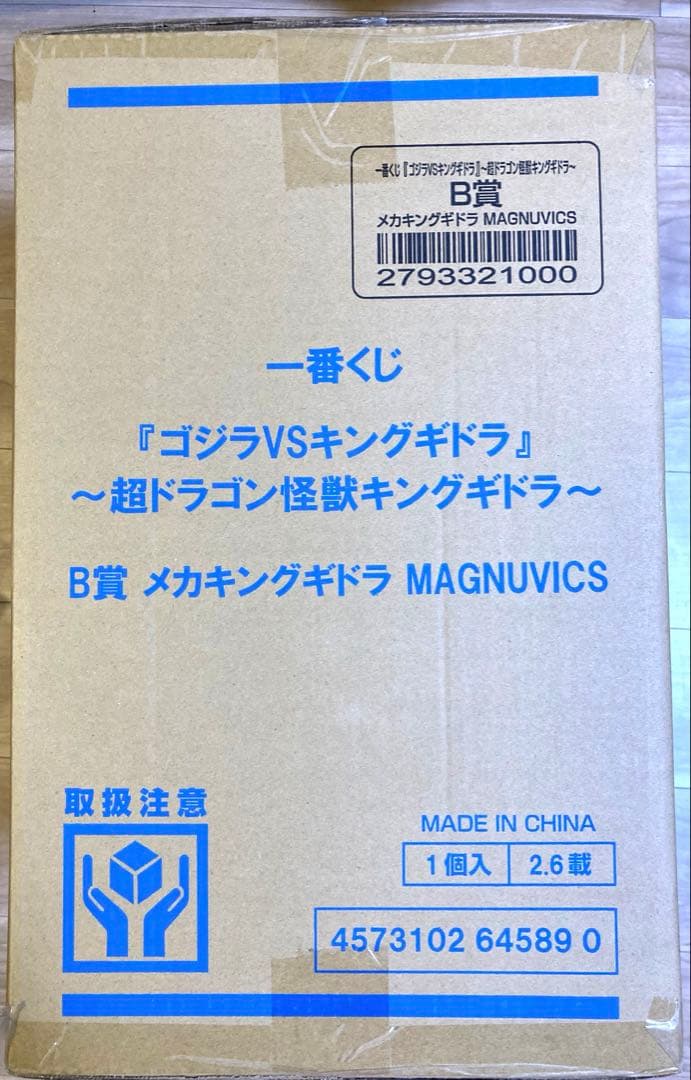 一番くじ『ゴジラVSキングギドラ』~超ドラゴン怪獣キングギドラ~
B賞
メカキングギドラ MAGNUVICS
2793321000
一番くじ
『ゴジラVSキングギドラ』
~超ドラゴン怪獣キングギドラ~
B賞 メカキングギドラ MAGNUVICS
取扱注意
MADE IN CHINA
1個入 2.6載
4573102 64589 0